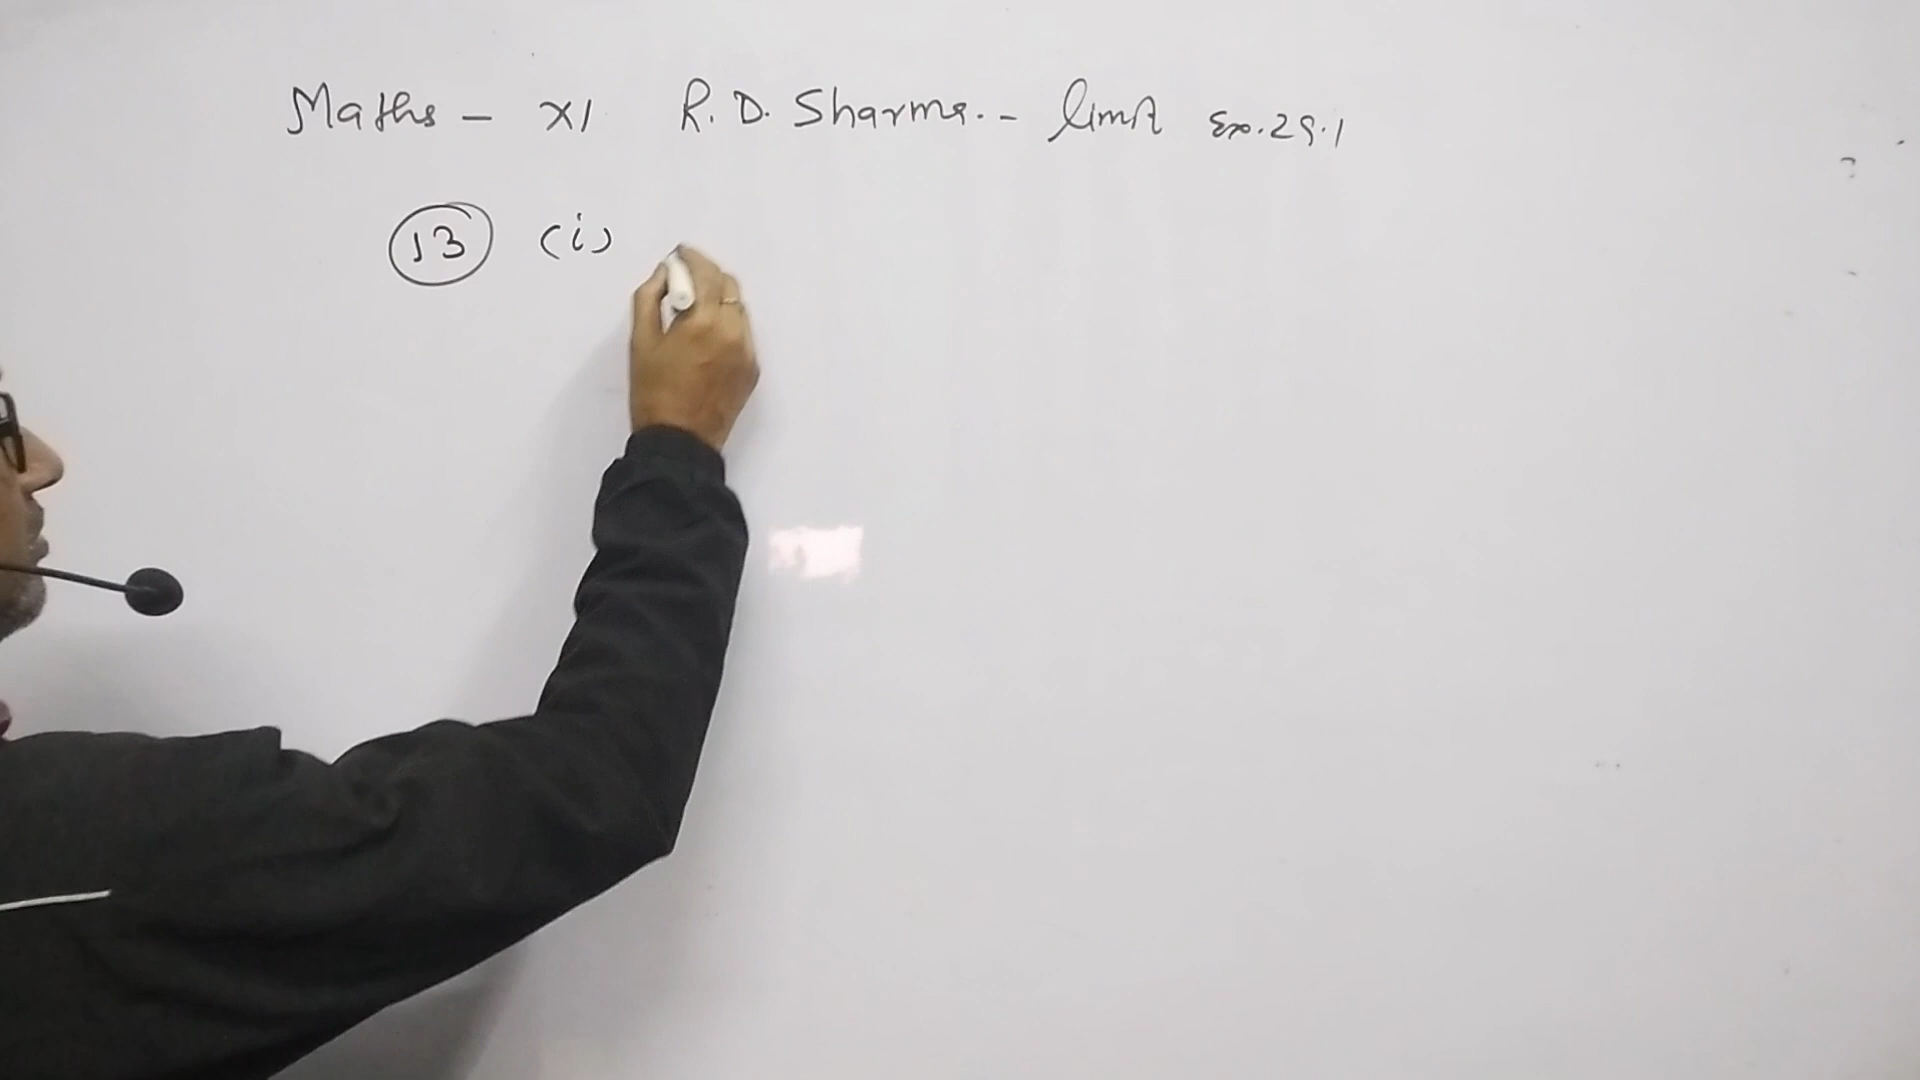 Maths - XI R.D. Sharma. - limit Ex. 29.1
13 (i)